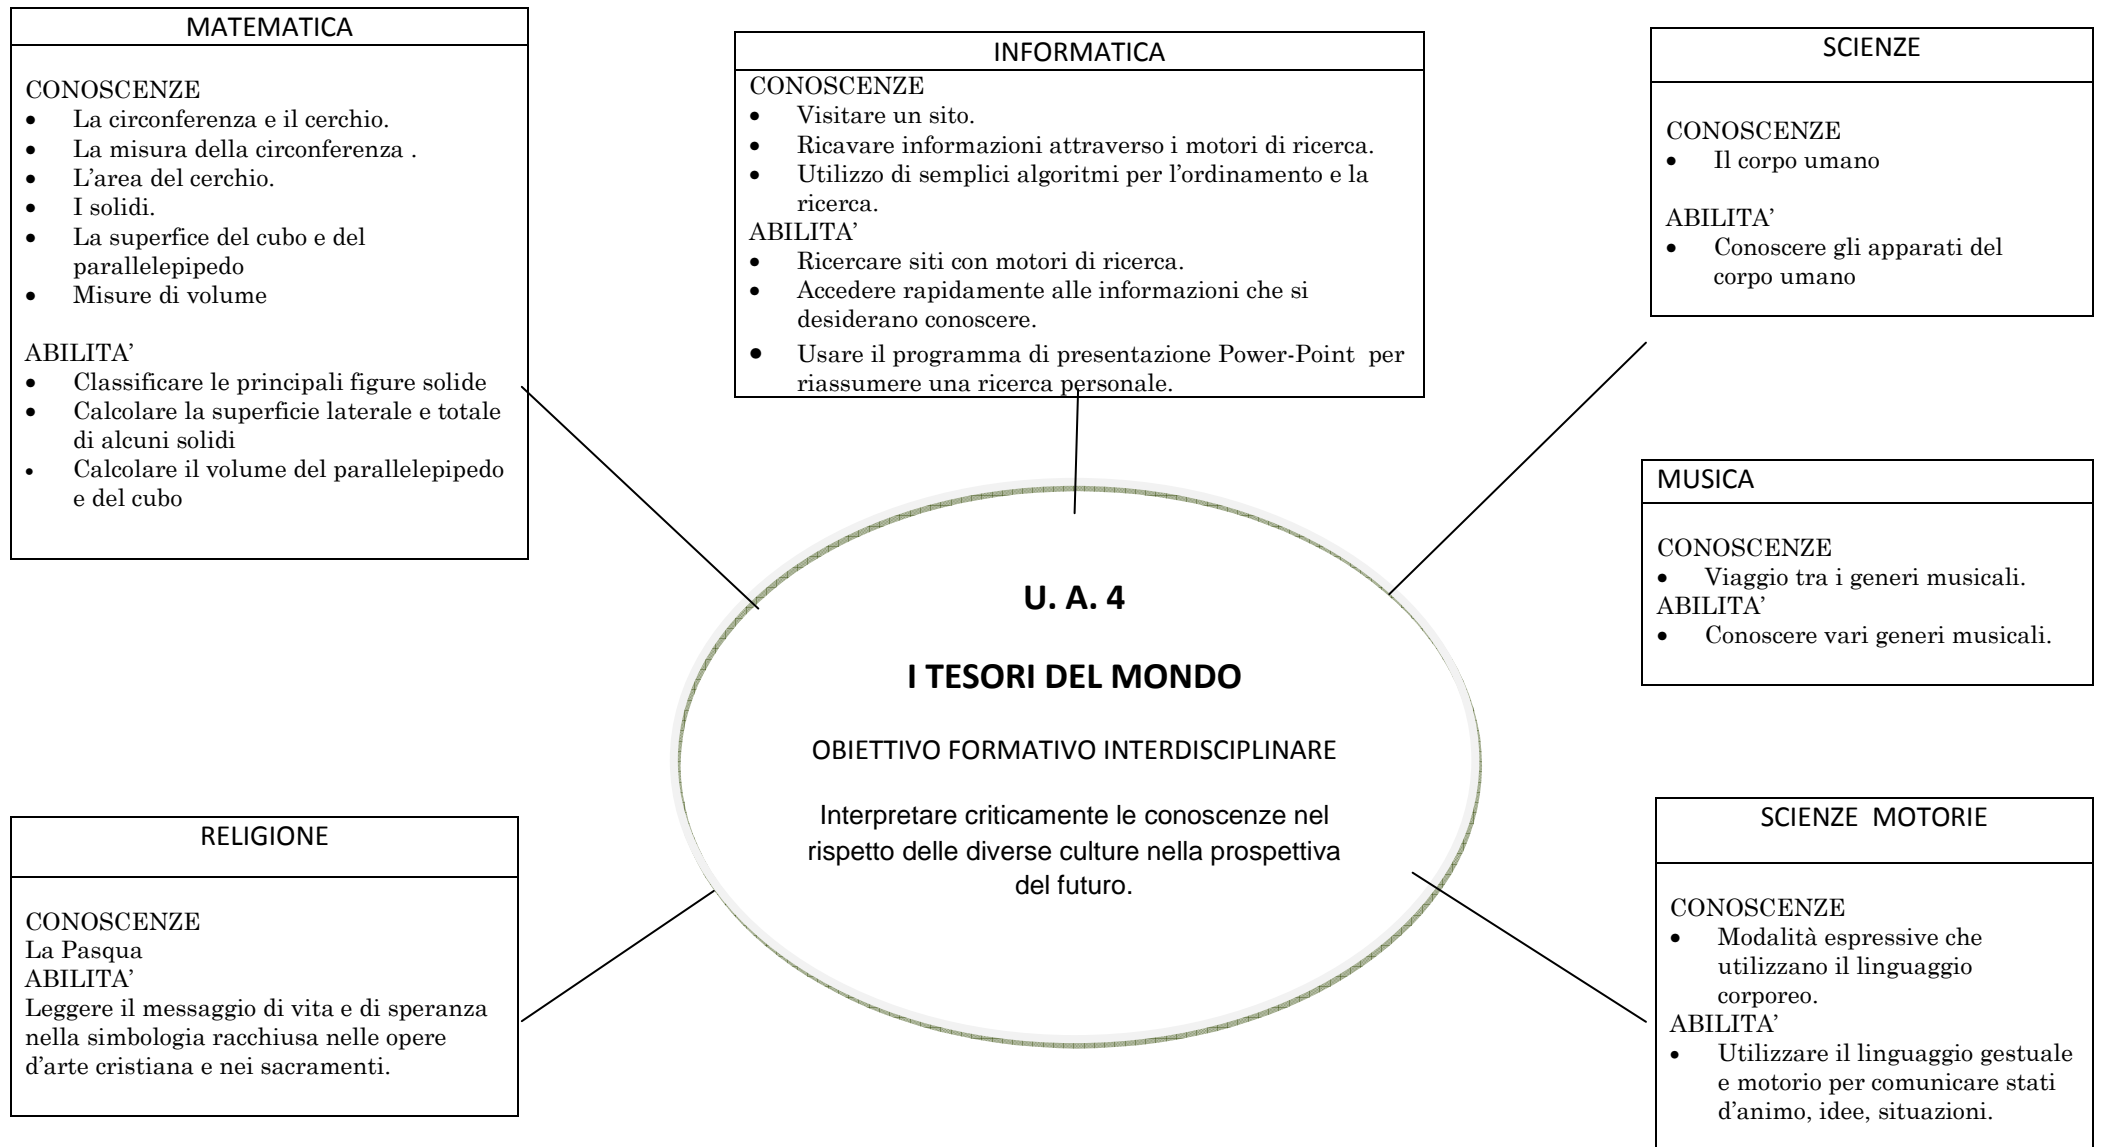 MATEMATICA
CONOSCENZE
• La circonferenza e il cerchio.
• La misura della circonferenza .
• L’area del cerchio.
• I solidi.
• La superfice del cubo e del
parallelepipedo
• Misure di volume
ABILITA’
• Classificare le principali figure solide
• Calcolare la superficie laterale e totale
di alcuni solidi
• Calcolare il volume del parallelepipedo
e del cubo
INFORMATICA
CONOSCENZE
• Visitare un sito.
• Ricavare informazioni attraverso i motori di ricerca.
• Utilizzo di semplici algoritmi per l’ordinamento e la
ricerca.
ABILITA’
• Ricercare siti con motori di ricerca.
• Accedere rapidamente alle informazioni che si
desiderano conoscere.
• Usare il programma di presentazione Power-Point per
riassumere una ricerca personale.
SCIENZE
CONOSCENZE
• Il corpo umano
ABILITA’
• Conoscere gli apparati del
corpo umano
MUSICA
CONOSCENZE
• Viaggio tra i generi musicali.
ABILITA’
• Conoscere vari generi musicali.
U. A. 4
I TESORI DEL MONDO
OBIETTIVO FORMATIVO INTERDISCIPLINARE
Interpretare criticamente le conoscenze nel
rispetto delle diverse culture nella prospettiva
del futuro.
RELIGIONE
CONOSCENZE
La Pasqua
ABILITA’
Leggere il messaggio di vita e di speranza
nella simbologia racchiusa nelle opere
d’arte cristiana e nei sacramenti.
SCIENZE MOTORIE
CONOSCENZE
• Modalità espressive che
utilizzano il linguaggio
corporeo.
ABILITA’
• Utilizzare il linguaggio gestuale
e motorio per comunicare stati
d’animo, idee, situazioni.